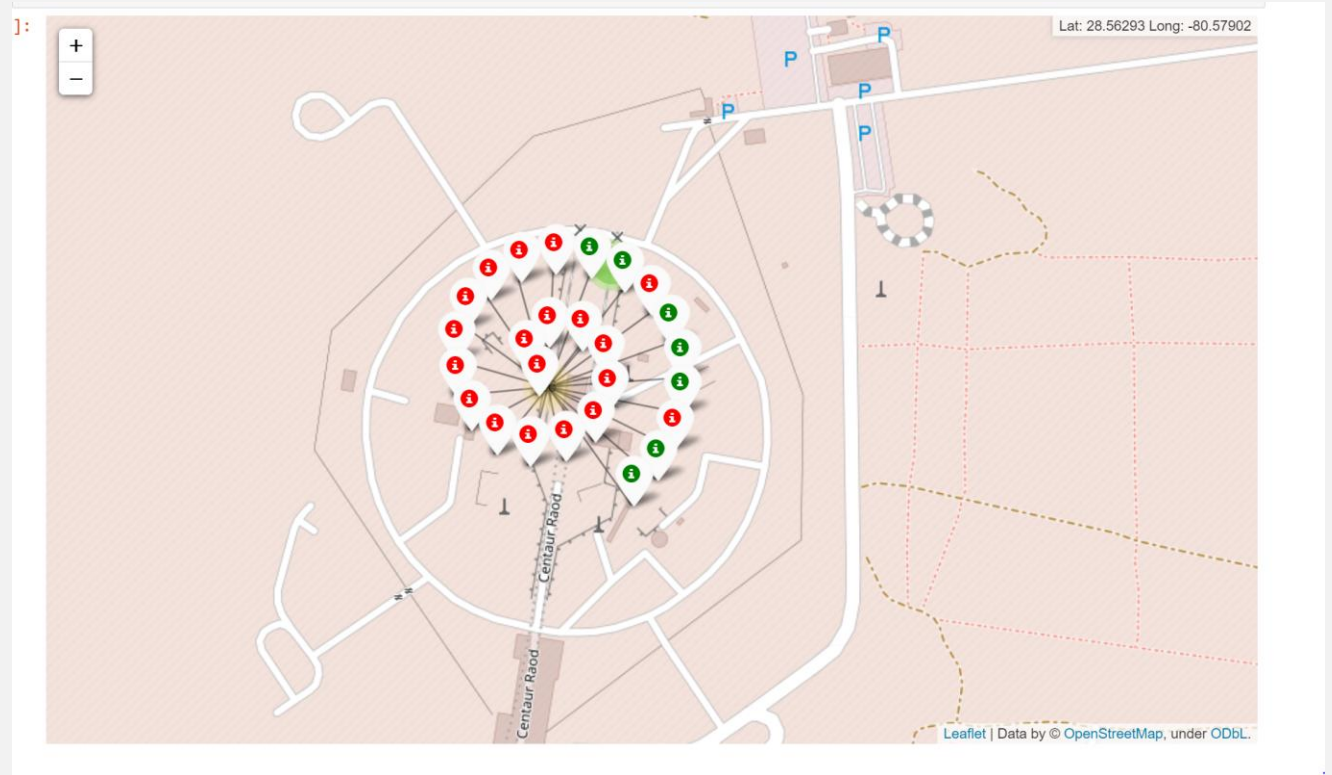 ]:
+
−
Lat: 28.56293 Long: -80.57902
P
P
P
P
P
Centaur Raod
Centaur Raod
Leaflet | Data by © OpenStreetMap, under ODbL.